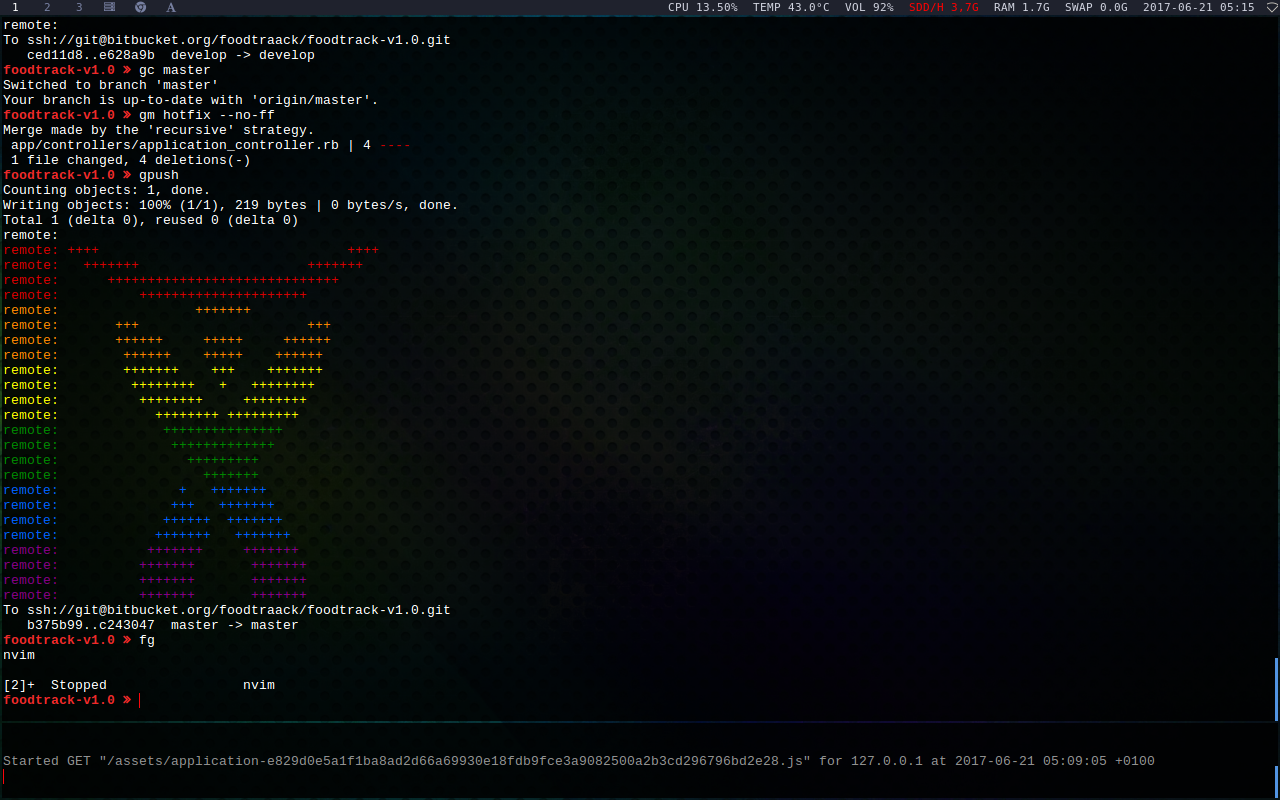 1 2 3 A CPU 13.50% TEMP 43.0°C VOL 92% SDD/H 3,7G RAM 1.7G SWAP 0.0G 2017-06-21 05:15
remote:
To ssh://git@bitbucket.org/foodtraack/foodtrack-v1.0.git
   ced11d8..e628a9b  develop -> develop
foodtrack-v1.0 » gc master
Switched to branch 'master'
Your branch is up-to-date with 'origin/master'.
foodtrack-v1.0 » gm hotfix --no-ff
Merge made by the 'recursive' strategy.
 app/controllers/application_controller.rb | 4 ----
 1 file changed, 4 deletions(-)
foodtrack-v1.0 » gpush
Counting objects: 1, done.
Writing objects: 100% (1/1), 219 bytes | 0 bytes/s, done.
Total 1 (delta 0), reused 0 (delta 0)
remote:
remote: ++++                               ++++
remote:   +++++++                     +++++++
remote:      +++++++++++++++++++++++++++++
remote:          +++++++++++++++++++++
remote:                 +++++++
remote:       +++                     +++
remote:       ++++++     +++++     ++++++
remote:        ++++++    +++++    ++++++
remote:        +++++++    +++    +++++++
remote:         ++++++++   +   ++++++++
remote:          ++++++++     ++++++++
remote:            ++++++++ +++++++++
remote:             +++++++++++++++
remote:              +++++++++++++
remote:                +++++++++
remote:                  +++++++
remote:               +   +++++++
remote:              +++   +++++++
remote:             ++++++  +++++++
remote:            +++++++   +++++++
remote:           +++++++     +++++++
remote:          +++++++       +++++++
remote:          +++++++       +++++++
remote:          +++++++       +++++++
To ssh://git@bitbucket.org/foodtraack/foodtrack-v1.0.git
   b375b99..c243047  master -> master
foodtrack-v1.0 » fg
nvim
[2]+  Stopped                 nvim
foodtrack-v1.0 »
Started GET "/assets/application-e829d0e5a1f1ba8ad2d66a69930e18fdb9fce3a9082500a2b3cd296796bd2e28.js" for 127.0.0.1 at 2017-06-21 05:09:05 +0100